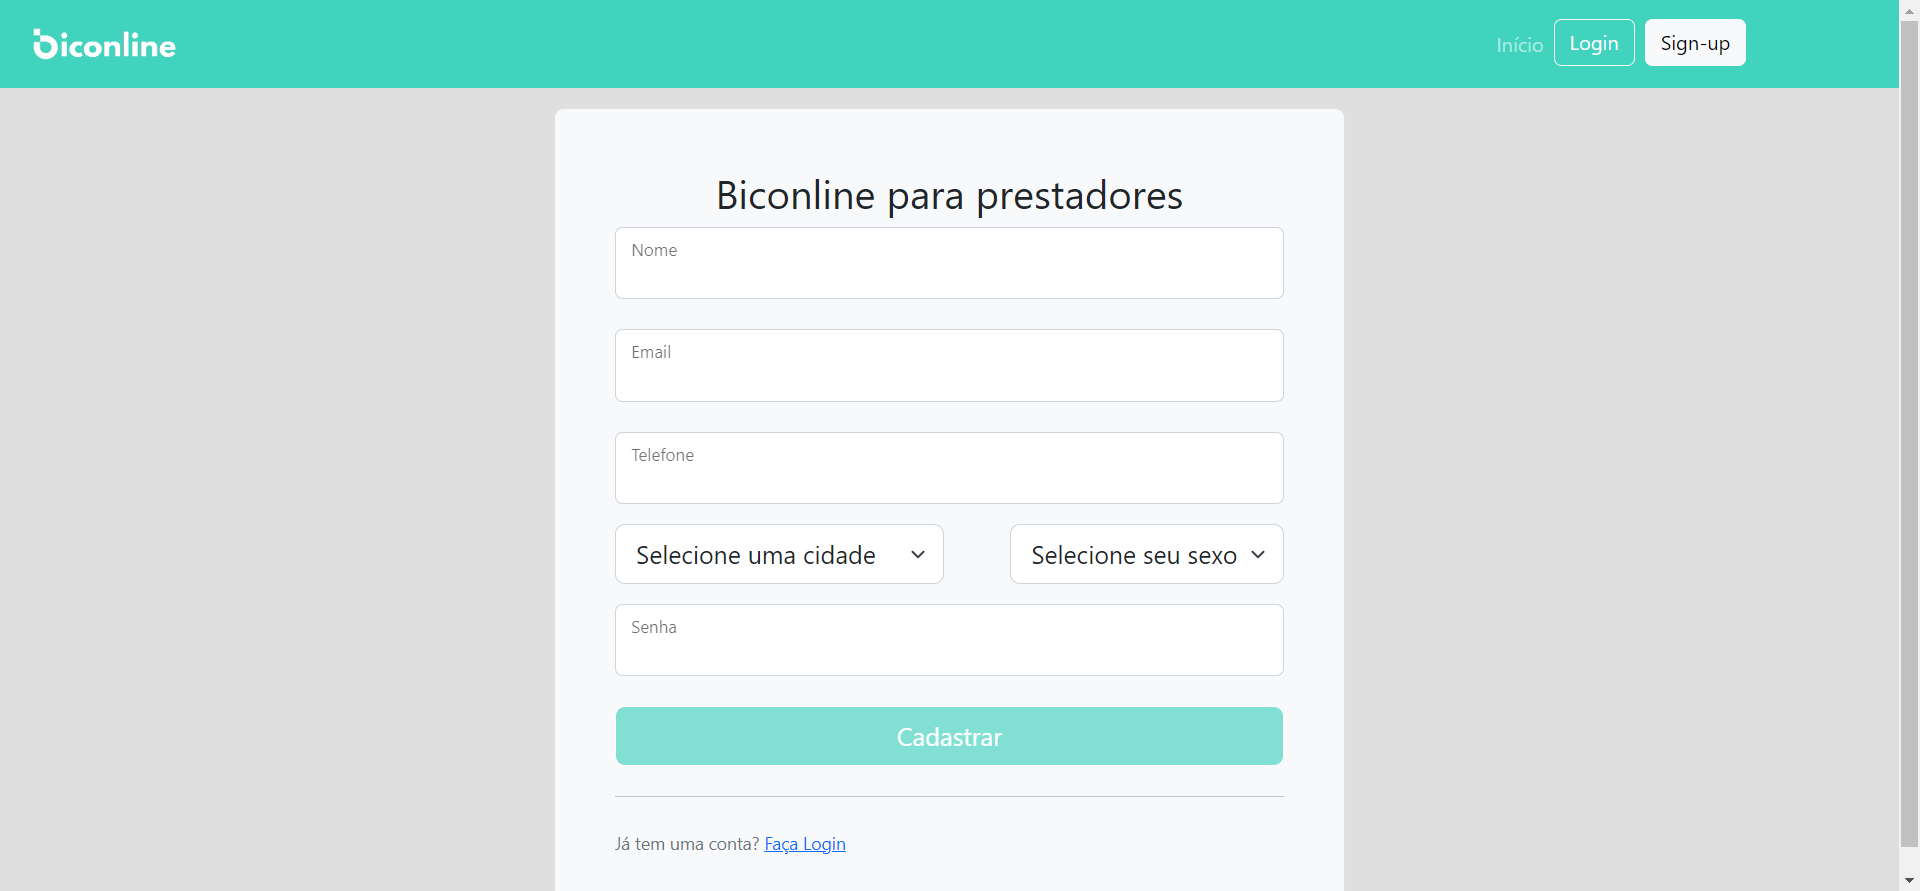 biconline
Início Login Sign-up
Biconline para prestadores
Nome
Email
Telefone
Selecione uma cidade Selecione seu sexo
Senha
Cadastrar
Já tem uma conta? Faça Login